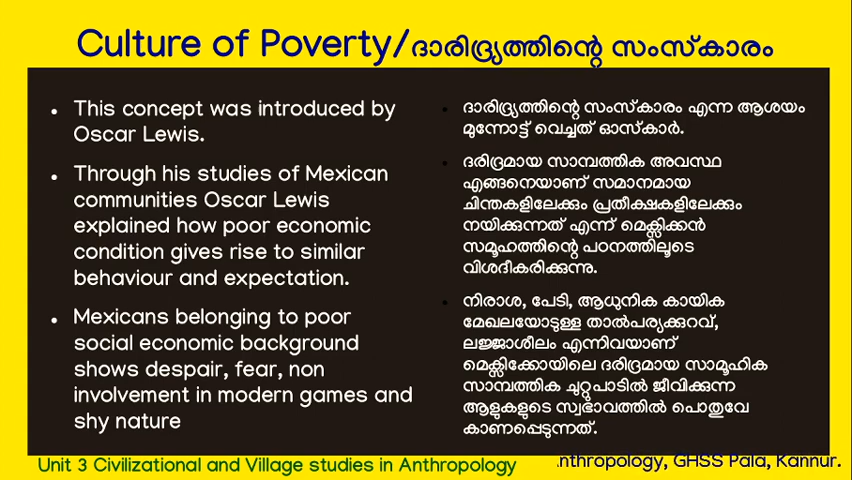 Culture of Poverty/ദാരിദ്ര്യത്തിന്റെ സംസ്കാരം
This concept was introduced by
Oscar Lewis.
Through his studies of Mexican
communities Oscar Lewis
explained how poor economic
condition gives rise to similar
behaviour and expectation.
Mexicans belonging to poor
social economic background
shows despair, fear, non
involvement in modern games and
shy nature
ദാരിദ്ര്യത്തിന്റെ സംസ്കാരം എന്ന ആശയം
മുന്നോട്ട് വെച്ചത് ഓസ്കാർ.
ദരിദ്രമായ സാമ്പത്തിക അവസ്ഥ
എങ്ങനെയാണ് സമാനമായ
ചിന്തകളിലേക്കും പ്രതീക്ഷകളിലേക്കും
നയിക്കുന്നത് എന്ന് മെക്സിക്കൻ
സമൂഹത്തിന്റെ പഠനത്തിലൂടെ
വിശദീകരിക്കുന്നു.
നിരാശ, പേടി, ആധുനിക കായിക
മേഖലയോടുള്ള താൽപര്യക്കുറവ്,
ലജ്ജാശീലം എന്നിവയാണ്
മെക്സിക്കോയിലെ ദരിദ്രമായ സാമൂഹിക
സാമ്പത്തിക ചുറ്റുപാടിൽ ജീവിക്കുന്ന
ആളുകളുടെ സ്വഭാവത്തിൽ പൊതുവേ
കാണപ്പെടുന്നത്.
Unit 3 Civilizational and Village studies in Anthropology
nthropology, GHSS Pala, Kannur.